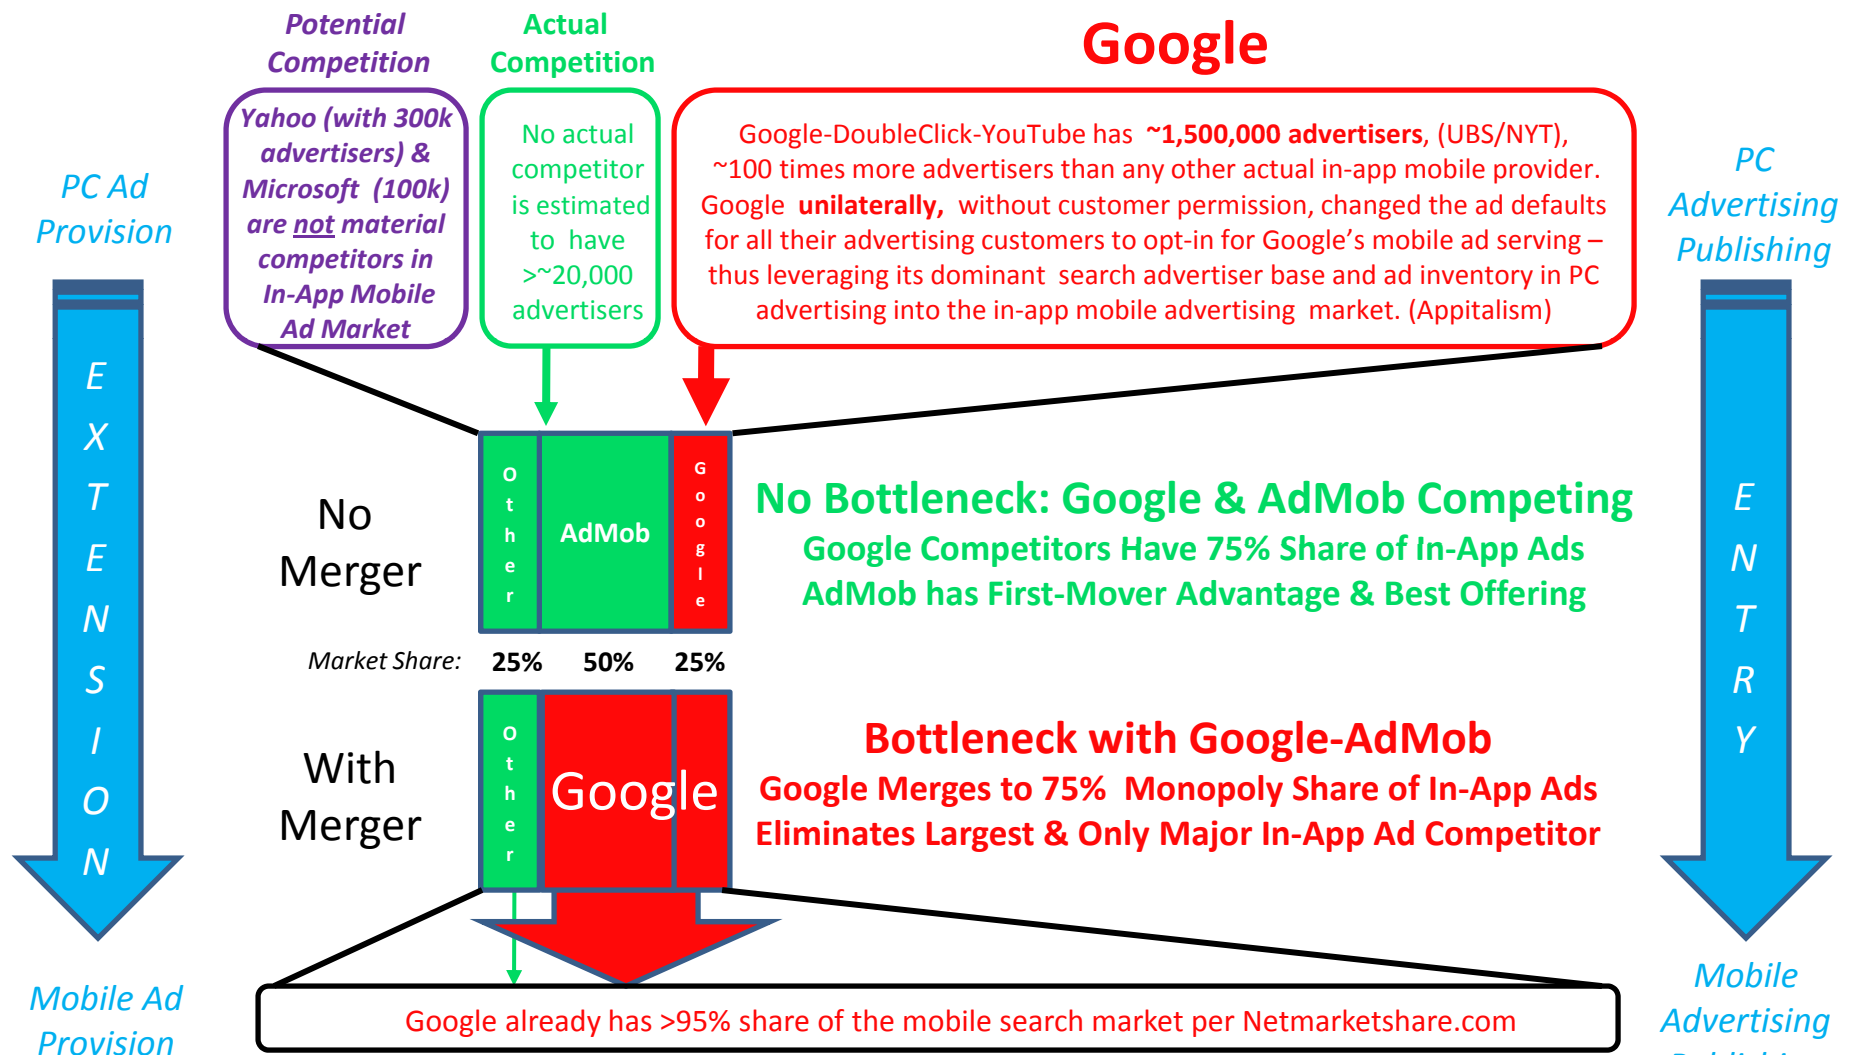 Potential
Competition
Actual
Competition
Google
Yahoo (with 300k
advertisers) &
Microsoft (100k)
are not material
competitors in
In-App Mobile
Ad Market
No actual
competitor
is estimated
to have
>~20,000
advertisers
Google-DoubleClick-YouTube has ~1,500,000 advertisers, (UBS/NYT),
~100 times more advertisers than any other actual in-app mobile provider.
Google unilaterally, without customer permission, changed the ad defaults
for all their advertising customers to opt-in for Google's mobile ad serving –
thus leveraging its dominant search advertiser base and ad inventory in PC
advertising into the in-app mobile advertising market. (Appitalism)
PC Ad
Provision
PC
Advertising
Publishing
EXTENSION
ENTRY
No
Merger
Other
AdMob
Google
No Bottleneck: Google & AdMob Competing
Google Competitors Have 75% Share of In-App Ads
AdMob has First-Mover Advantage & Best Offering
Market Share: 25% 50% 25%
With
Merger
Other
Google
Bottleneck with Google-AdMob
Google Merges to 75% Monopoly Share of In-App Ads
Eliminates Largest & Only Major In-App Ad Competitor
Mobile Ad
Provision
Google already has >95% share of the mobile search market per Netmarketshare.com
Mobile
Advertising